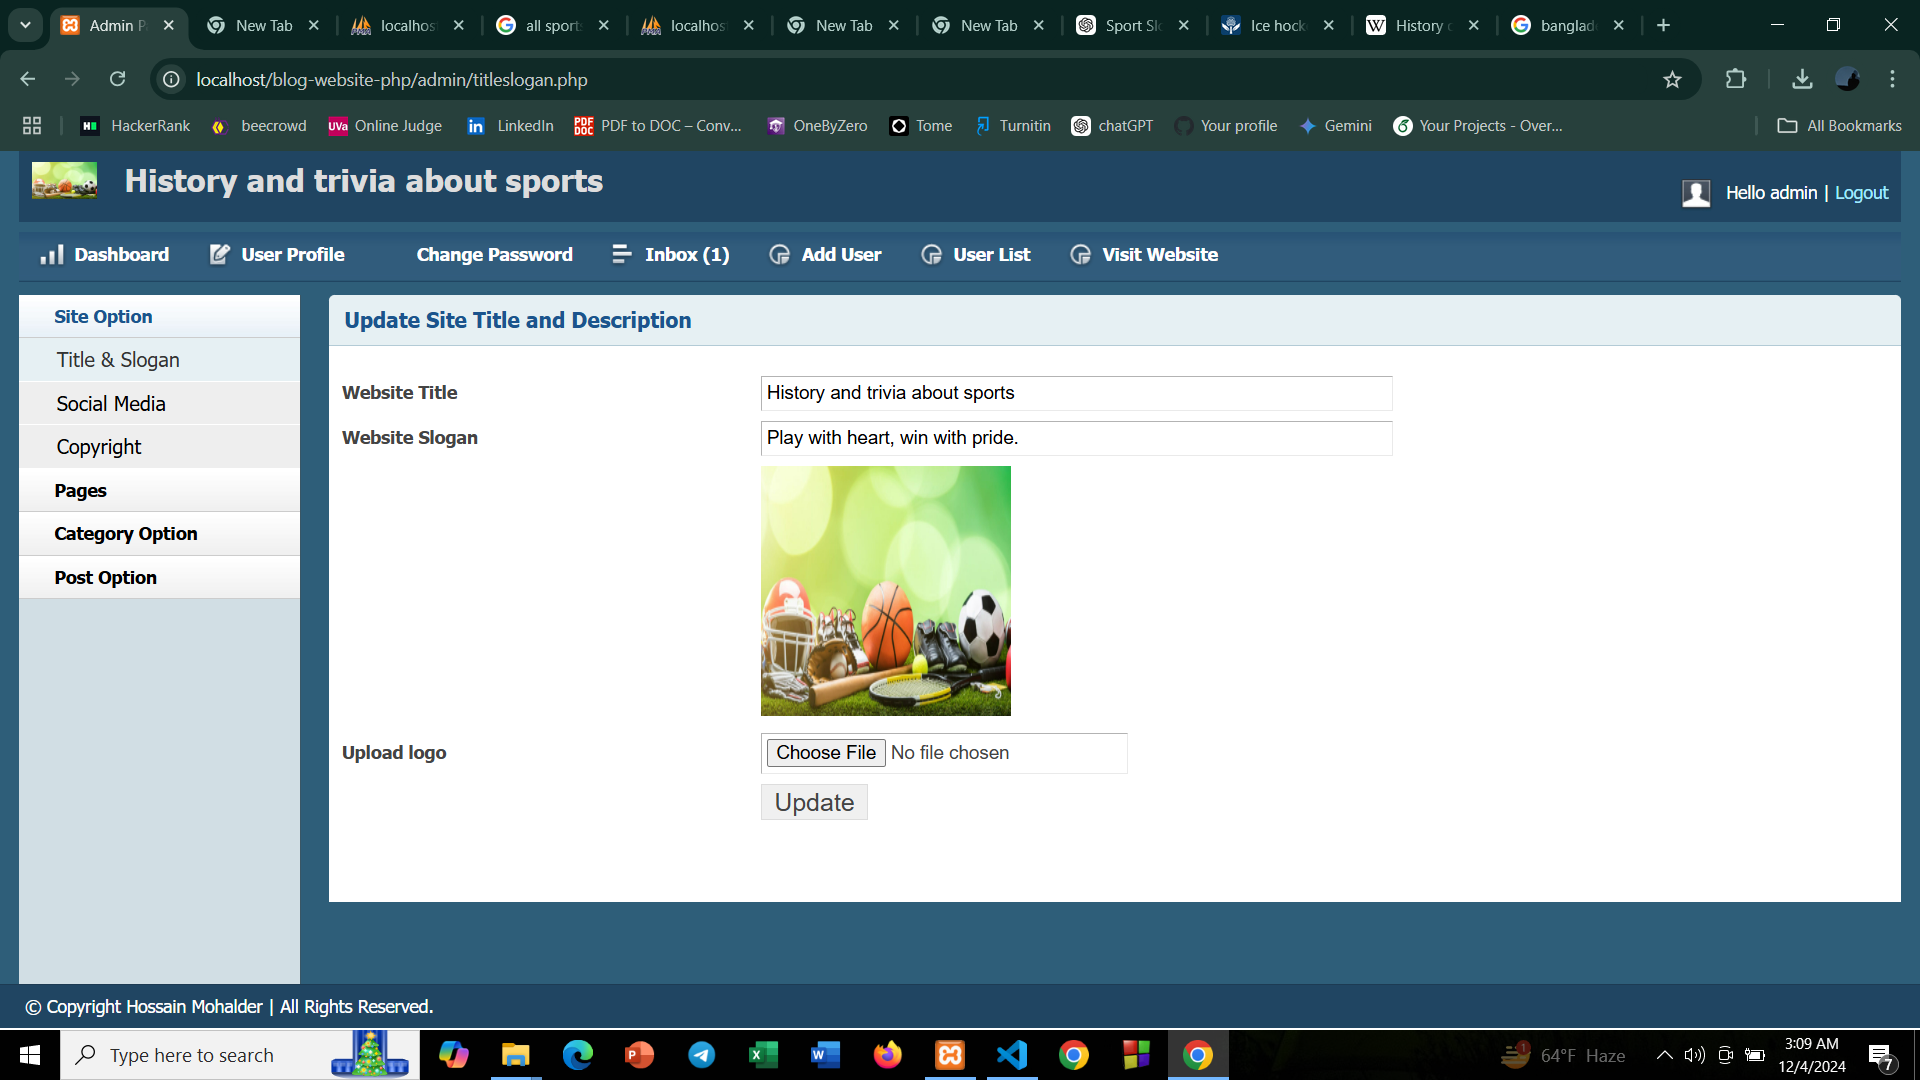 Admin P
New Tab
localhos
all sport
localhos
New Tab
New Tab
Sport Slo
Ice hock
History o
banglad
localhost/blog-website-php/admin/titleslogan.php
HackerRank
beecrowd
UVa Online Judge
LinkedIn
PDF to DOC – Conv...
OneByZero
Tome
Turnitin
chatGPT
Your profile
Gemini
Your Projects - Over...
All Bookmarks
History and trivia about sports
Hello admin | Logout
Dashboard
User Profile
Change Password
Inbox (1)
Add User
User List
Visit Website
Site Option
Title & Slogan
Social Media
Copyright
Pages
Category Option
Post Option
Update Site Title and Description
Website Title
History and trivia about sports
Website Slogan
Play with heart, win with pride.
Upload logo
Choose File No file chosen
Update
© Copyright Hossain Mohalder | All Rights Reserved.
Type here to search
64°F Haze
3:09 AM
12/4/2024
7